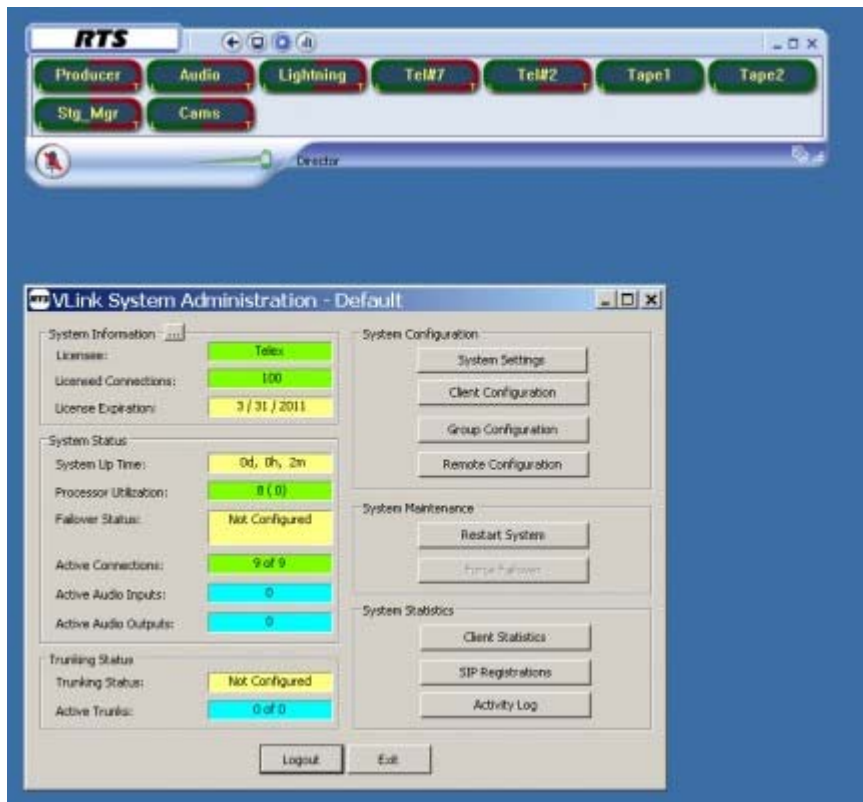 RTS
Producer Audio Lightning Tel#7 Tel#2 Tape1 Tape2
Stg_Mgr Cams
Director
RTS VLink System Administration - Default
System Information ...
Licensee: Telex
Licensed Connections: 100
License Expiration: 3 / 31 / 2011
System Status
System Up Time: 0d, 0h, 2m
Processor Utilization: 8 ( 0)
Failover Status: Not Configured
Active Connections: 9 of 9
Active Audio Inputs: 0
Active Audio Outputs: 0
Trunking Status
Trunking Status: Not Configured
Active Trunks: 0 of 0
System Configuration
System Settings
Client Configuration
Group Configuration
Remote Configuration
System Maintenance
Restart System
Force Failover
System Statistics
Client Statistics
SIP Registrations
Activity Log
Logout Exit